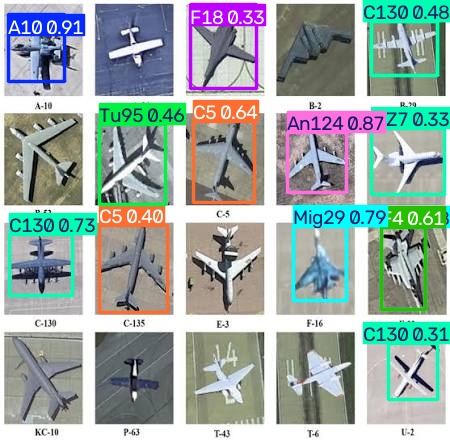 A10 0.91
F18 0.33
C130 0.48
A-10
B-2
B-29
Tu95 0.46
C5 0.64
An124 0.87
Z7 0.33
B-52
C-5
C130 0.73
C5 0.40
Mig29 0.79
F4 0.61
C-130
C-135
E-3
F-16
C130 0.31
KC-10
P-63
T-43
T-6
U-2